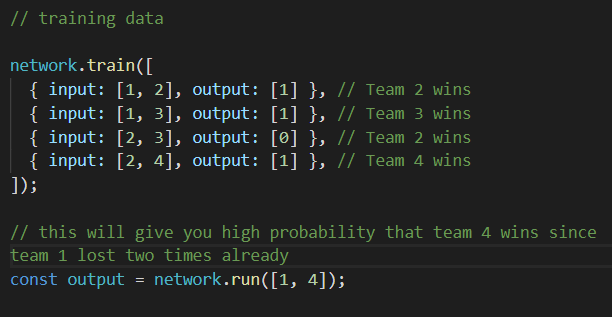 // training data
network.train([
{ input: [1, 2], output: [1] }, // Team 2 wins
{ input: [1, 3], output: [1] }, // Team 3 wins
{ input: [2, 3], output: [0] }, // Team 2 wins
{ input: [2, 4], output: [1] }, // Team 4 wins
]);
// this will give you high probability that team 4 wins since
team 1 lost two times already
const output = network.run([1, 4]);